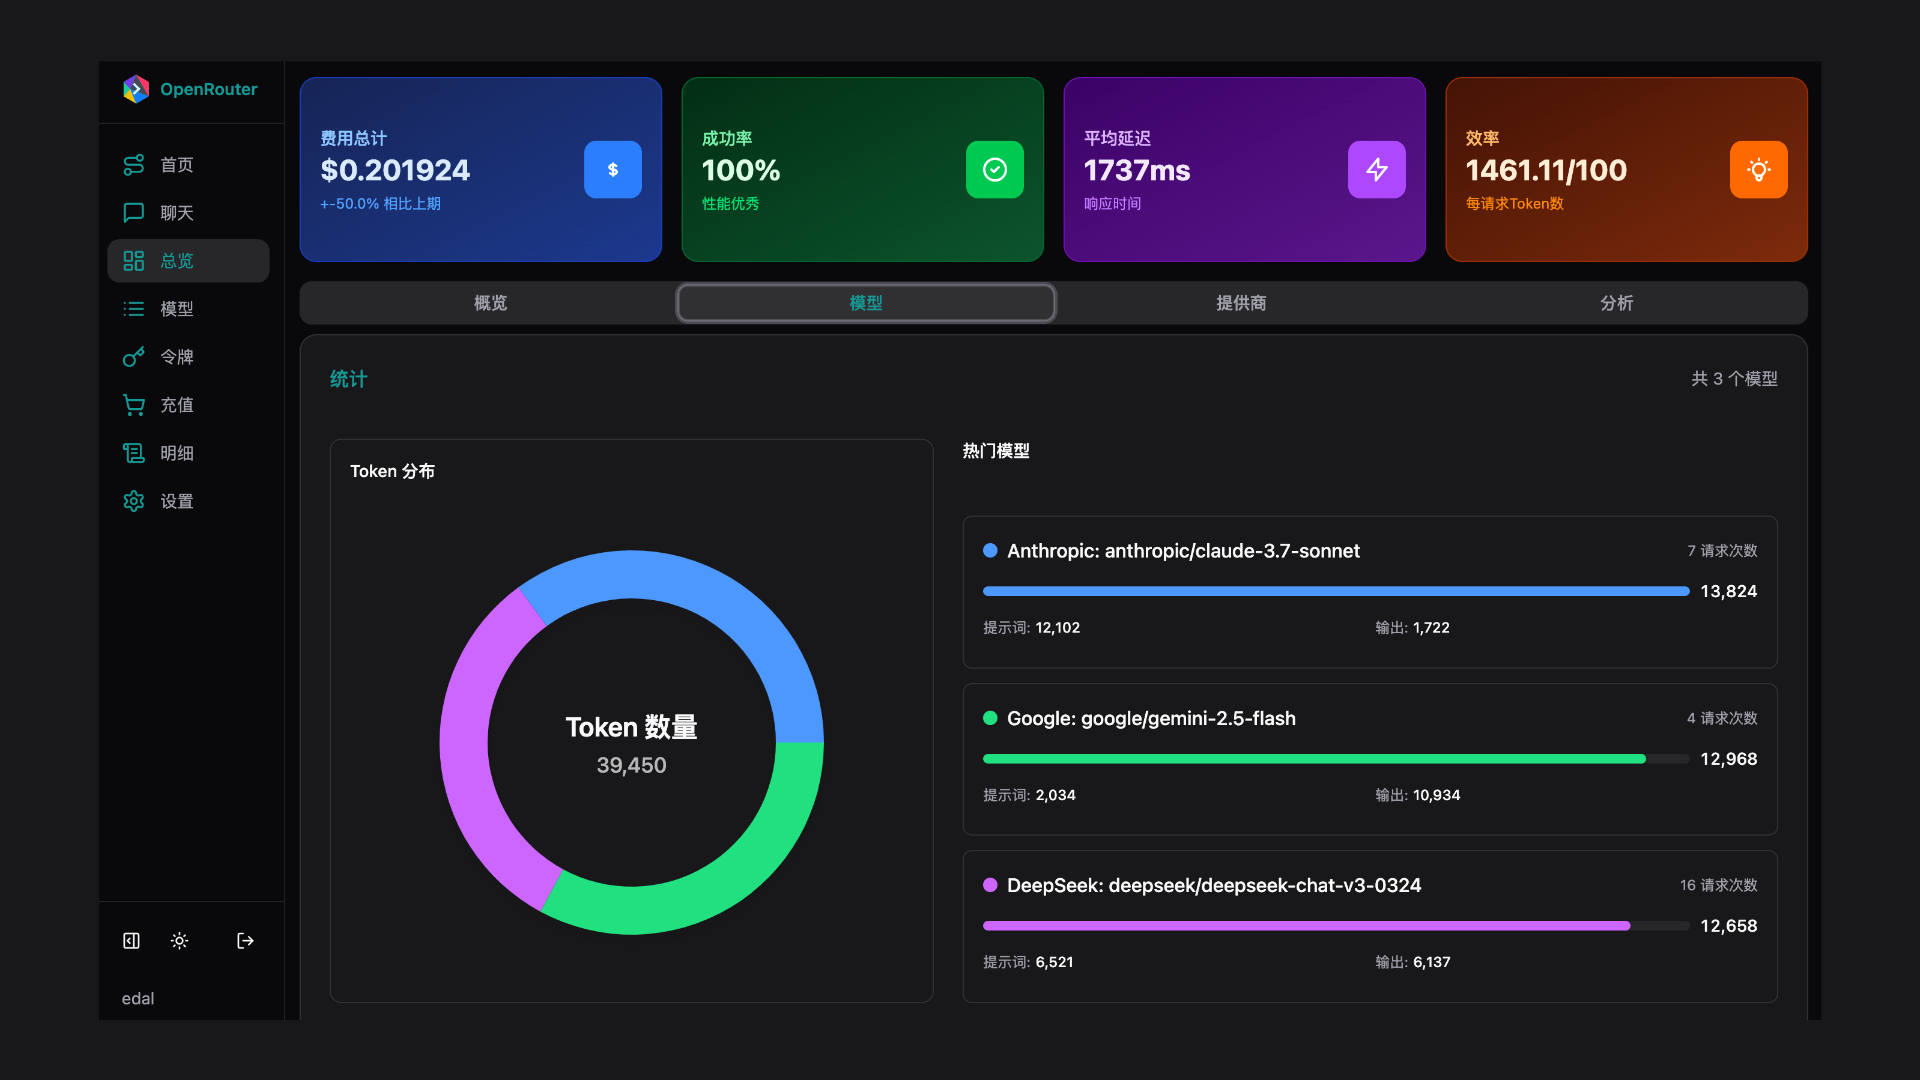 OpenRouter
首页
聊天
总览
模型
令牌
充值
明细
设置
edal
费用总计
$0.201924
+-50.0% 相比上期
$
成功率
100%
性能优秀
平均延迟
1737ms
响应时间
效率
1461.11/100
每请求Token数
概览
模型
提供商
分析
统计
共 3 个模型
Token 分布
Token 数量
39,450
热门模型
Anthropic: anthropic/claude-3.7-sonnet
7 请求次数
13,824
提示词: 12,102
输出: 1,722
Google: google/gemini-2.5-flash
4 请求次数
12,968
提示词: 2,034
输出: 10,934
DeepSeek: deepseek/deepseek-chat-v3-0324
16 请求次数
12,658
提示词: 6,521
输出: 6,137